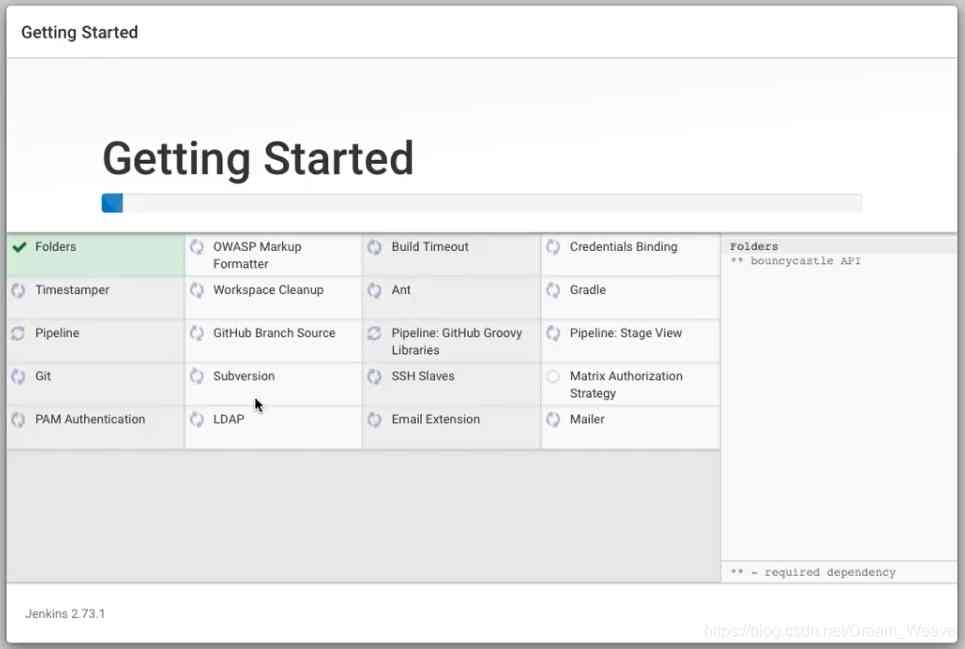 Getting Started
Getting Started
Folders
OWASP Markup
Formatter
Build Timeout
Credentials Binding
Timestamper
Workspace Cleanup
Ant
Gradle
Pipeline
GitHub Branch Source
Pipeline: GitHub Groovy
Libraries
Pipeline: Stage View
Git
Subversion
SSH Slaves
Matrix Authorization
Strategy
PAM Authentication
LDAP
Email Extension
Mailer
Folders
** bouncycastle API
** - required dependency
Jenkins 2.73.1
https://blog.csdn.net/Dream_Weave